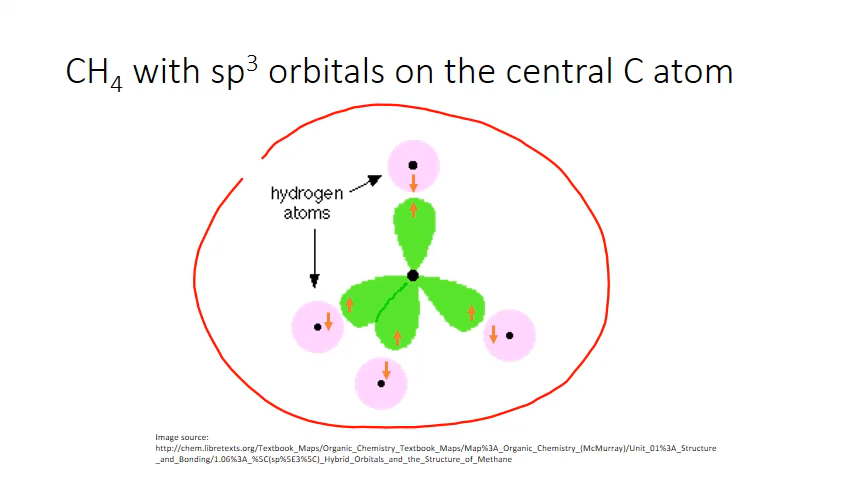 CH₄ with sp³ orbitals on the central C atom
hydrogen
atoms
Image source:
http://chem.libretexts.org/Textbook_Maps/Organic_Chemistry_Textbook_Maps/Map%3A_Organic_Chemistry_(McMurray)/Unit_01%3A_Structure
_and_Bonding/1.06%3A_%5C(sp%5E3%5C)_Hybrid_Orbitals_and_the_Structure_of_Methane